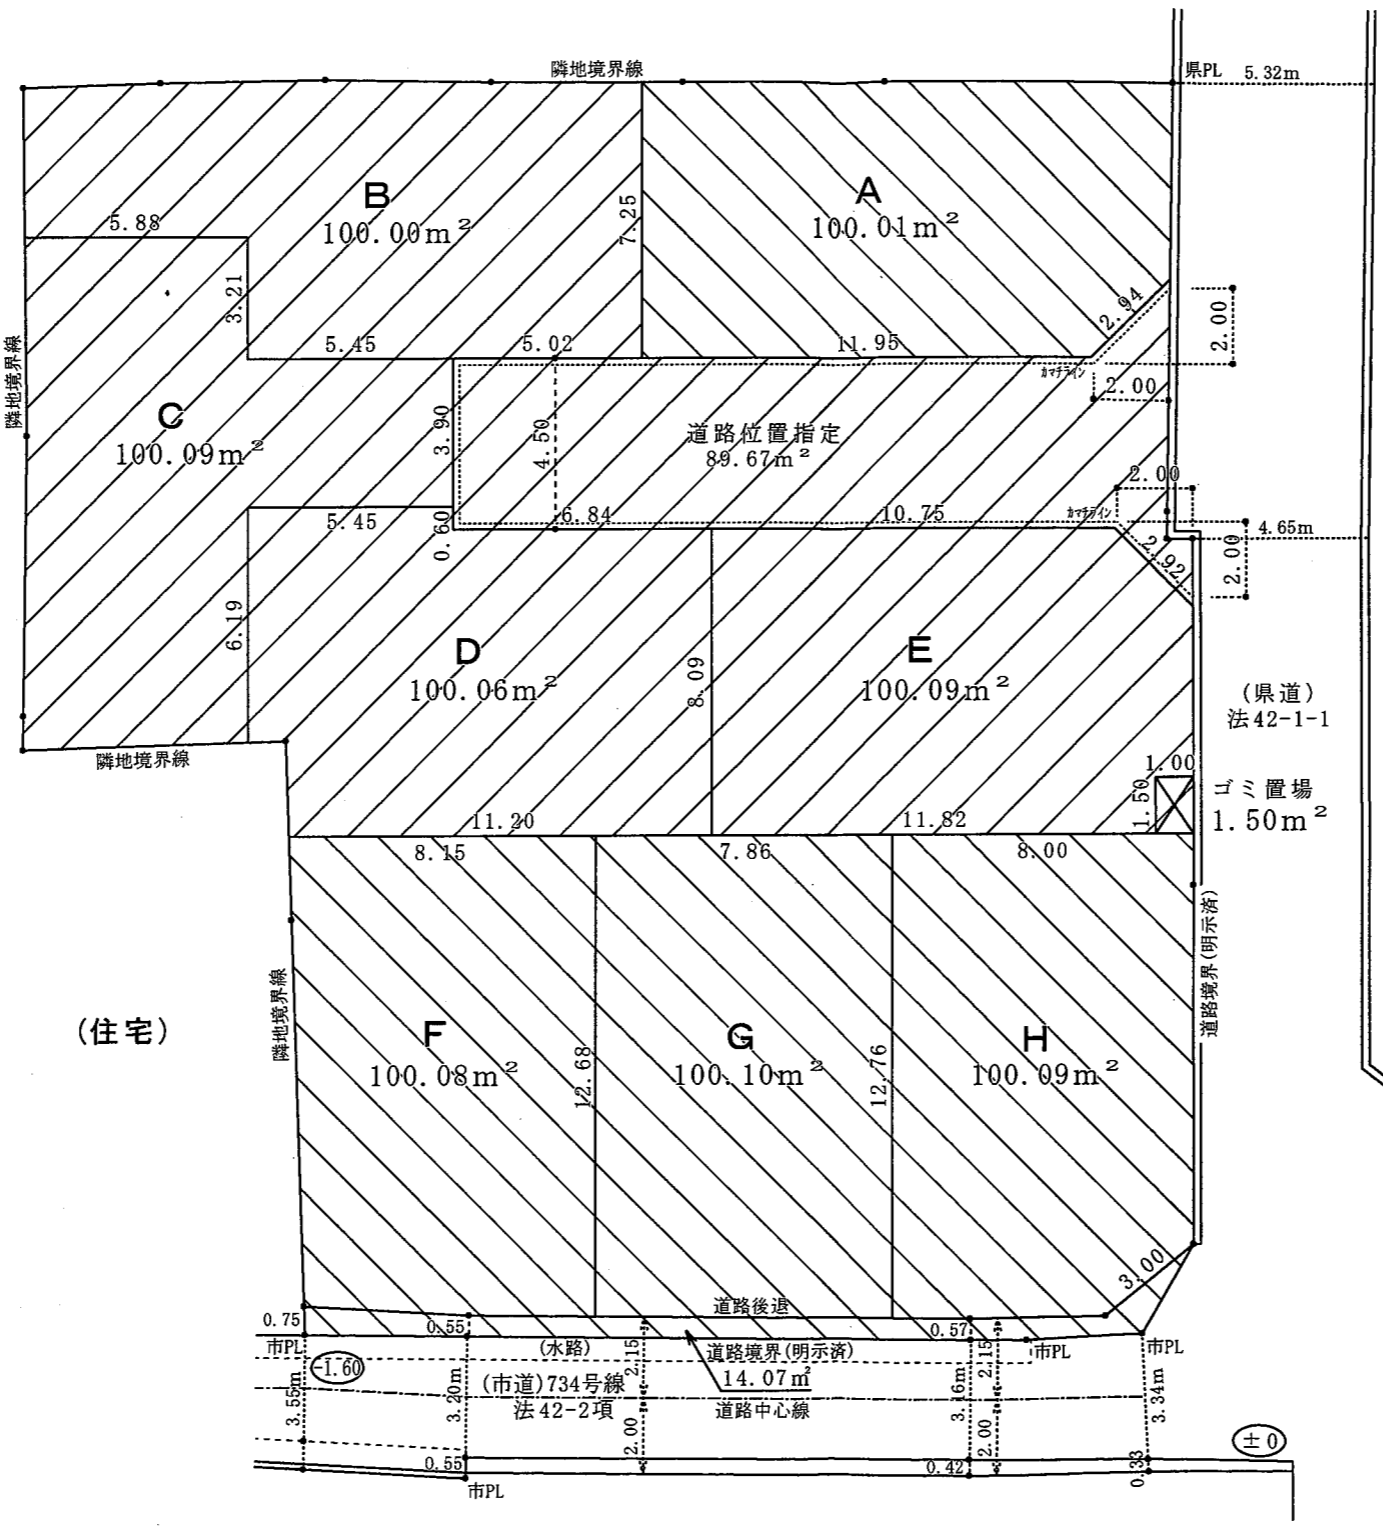 隣地境界線
県PL
5.32m
B
100.00m²
A
100.01m²
5.88
7.25
3.21
2.94
2.00
5.45
5.02
11.95
カマチライン
2.00
隣地境界線
C
100.09m²
3.90
4.50
道路位置指定
89.67m²
2.00
5.45
0.60
6.84
10.75
カマチライン
4.65m
2.92
2.00
6.19
D
100.06m²
8.09
E
100.09m²
(県道)
法42-1-1
隣地境界線
1.00
1.50
ゴミ置場
1.50m²
11.20
11.82
8.15
7.86
8.00
道路境界(明示済)
隣地境界線
(住宅)
F
100.08m²
12.68
G
100.10m²
12.76
H
100.09m²
3.00
道路後退
0.75
0.55
0.57
市PL
(水路)
2.15
道路境界(明示済)
2.15
市PL
市PL
-1.60
14.07㎡
3.55m
3.20m
(市道)734号線
法42-2項
道路中心線
3.16m
3.34m
2.00
2.00
±0
0.55
0.42
0.33
市PL